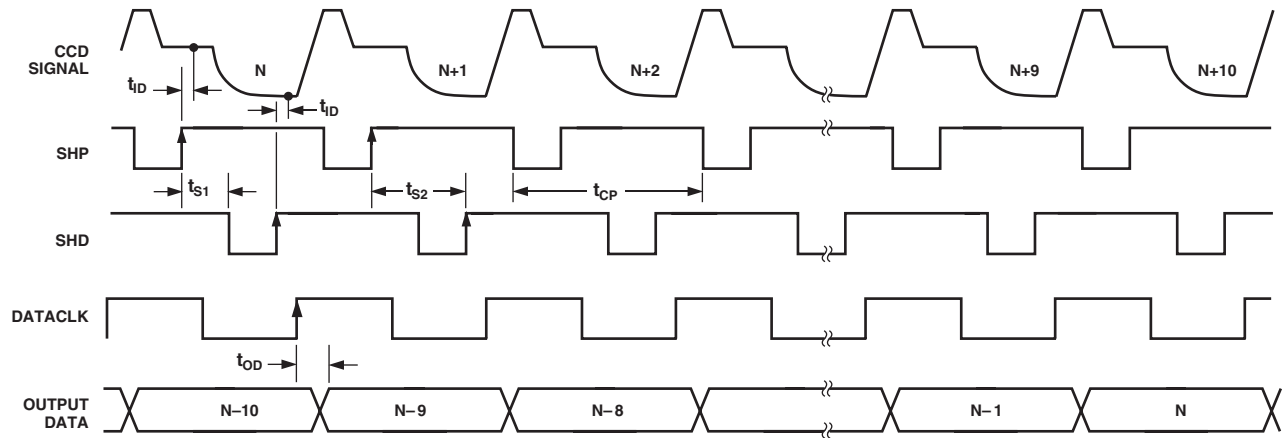 CCD
SIGNAL
N
N+1
N+2
N+9
N+10
tID
tID
SHP
tS1
tS2
tCP
SHD
DATACLK
tOD
OUTPUT
DATA
N–10
N–9
N–8
N–1
N